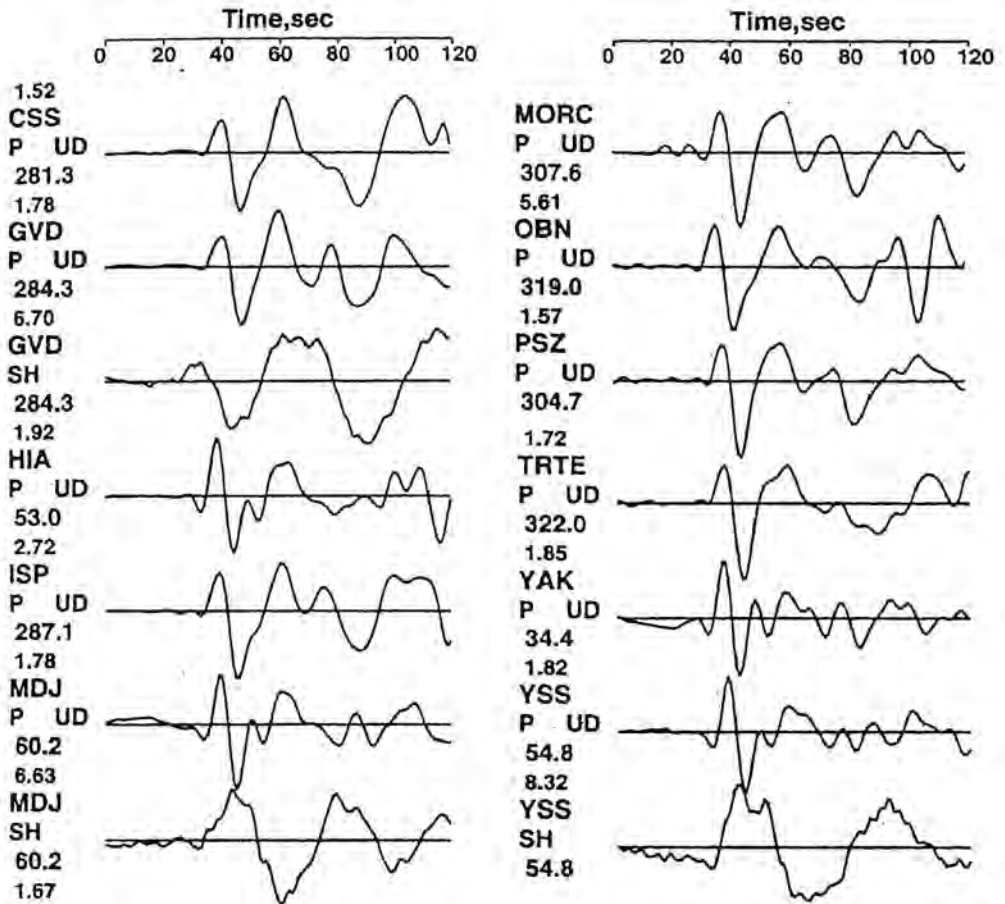 Time,sec
0 20 40 60 80 100 120
1.52
CSS
P UD
281.3
1.78
GVD
P UD
284.3
6.70
GVD
SH
284.3
1.92
HIA
P UD
53.0
2.72
ISP
P UD
287.1
1.78
MDJ
P UD
60.2
6.63
MDJ
SH
60.2
1.67
Time,sec
0 20 40 60 80 100 120
MORC
P UD
307.6
5.61
OBN
P UD
319.0
1.57
PSZ
P UD
304.7
1.72
TRTE
P UD
322.0
1.85
YAK
P UD
34.4
1.82
YSS
P UD
54.8
8.32
YSS
SH
54.8